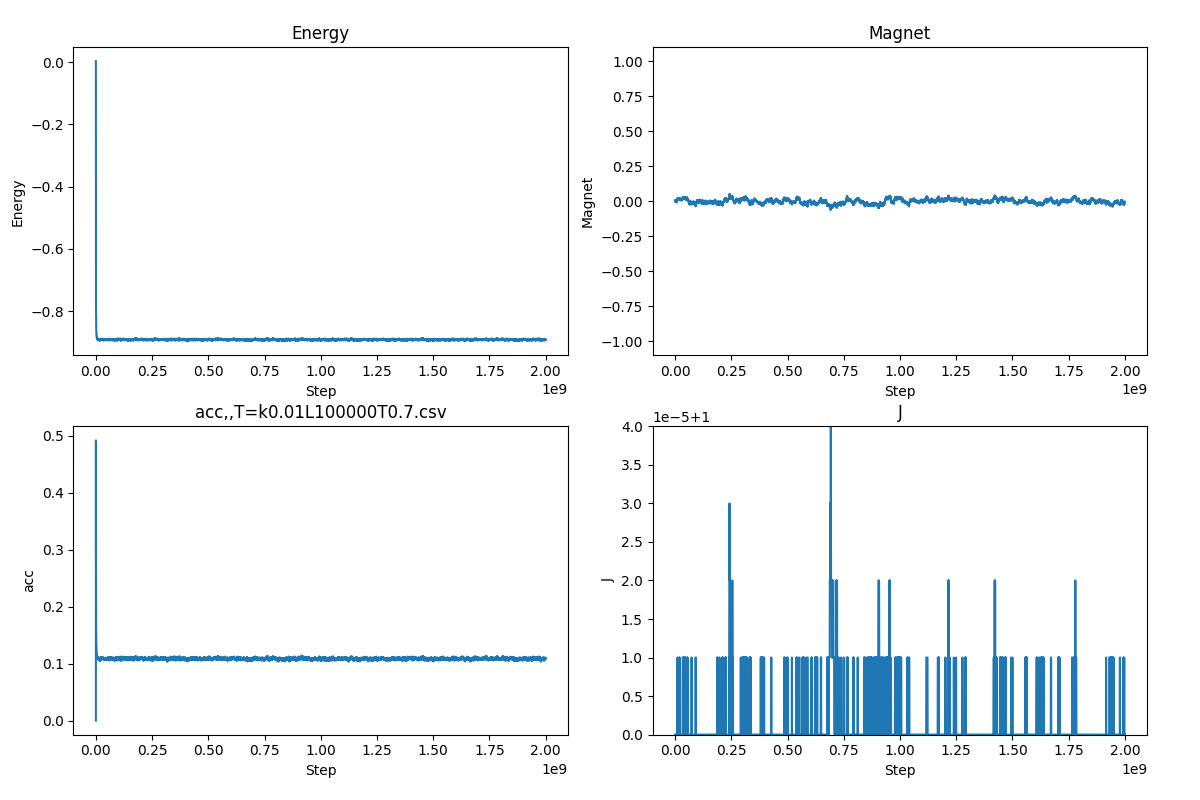 Energy
Energy
0.0
−0.2
−0.4
−0.6
−0.8
0.00 0.25 0.50 0.75 1.00 1.25 1.50 1.75 2.00
Step
1e9
Magnet
Magnet
1.00
0.75
0.50
0.25
0.00
−0.25
−0.50
−0.75
−1.00
0.00 0.25 0.50 0.75 1.00 1.25 1.50 1.75 2.00
Step
1e9
acc,,T=k0.01L100000T0.7.csv
acc
0.5
0.4
0.3
0.2
0.1
0.0
0.00 0.25 0.50 0.75 1.00 1.25 1.50 1.75 2.00
Step
1e9
J
1e−5+1
J
4.0
3.5
3.0
2.5
2.0
1.5
1.0
0.5
0.0
0.00 0.25 0.50 0.75 1.00 1.25 1.50 1.75 2.00
Step
1e9